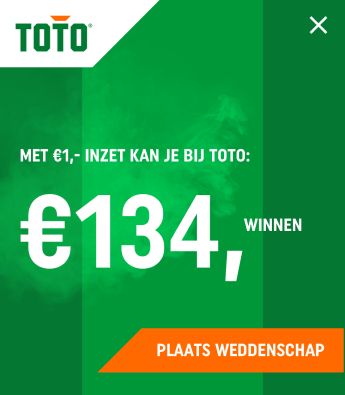 TOTO®
MET €1,- INZET KAN JE BIJ TOTO:
€134, WINNEN
PLAATS WEDDENSCHAP